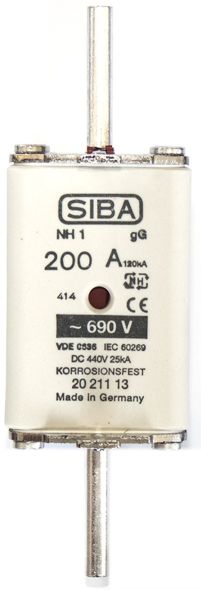 SIBA
NH 1 gG
200 A 120kA
414
CE
~ 690 V
VDE 0636 IEC 60269
DC 440V 25kA
KORROSIONSFEST
20 211 13
Made in Germany